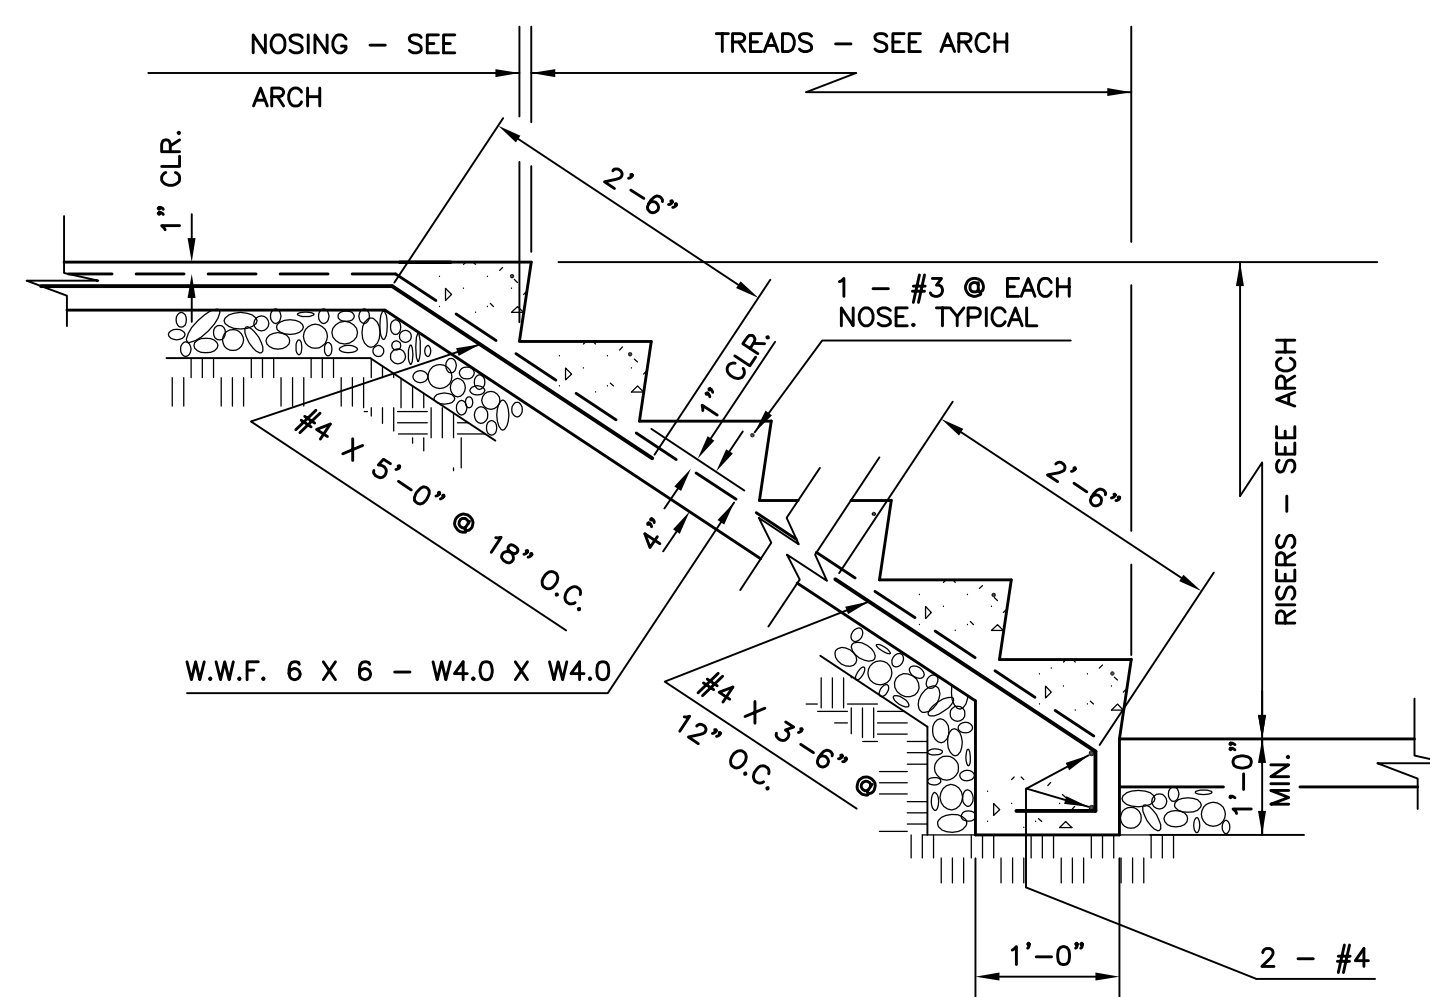 NOSING - SEE
ARCH
TREADS - SEE ARCH
1" CLR.
2'-6"
1 - #3 @ EACH
NOSE. TYPICAL
1" CLR.
4"
#4 X 5'-0" @ 18" O.C.
2'-6"
RISERS - SEE ARCH
W.W.F. 6 X 6 - W4.0 X W4.0
#4 X 3'-6" @
12" O.C.
1'-0"
MIN.
1'-0"
2 - #4